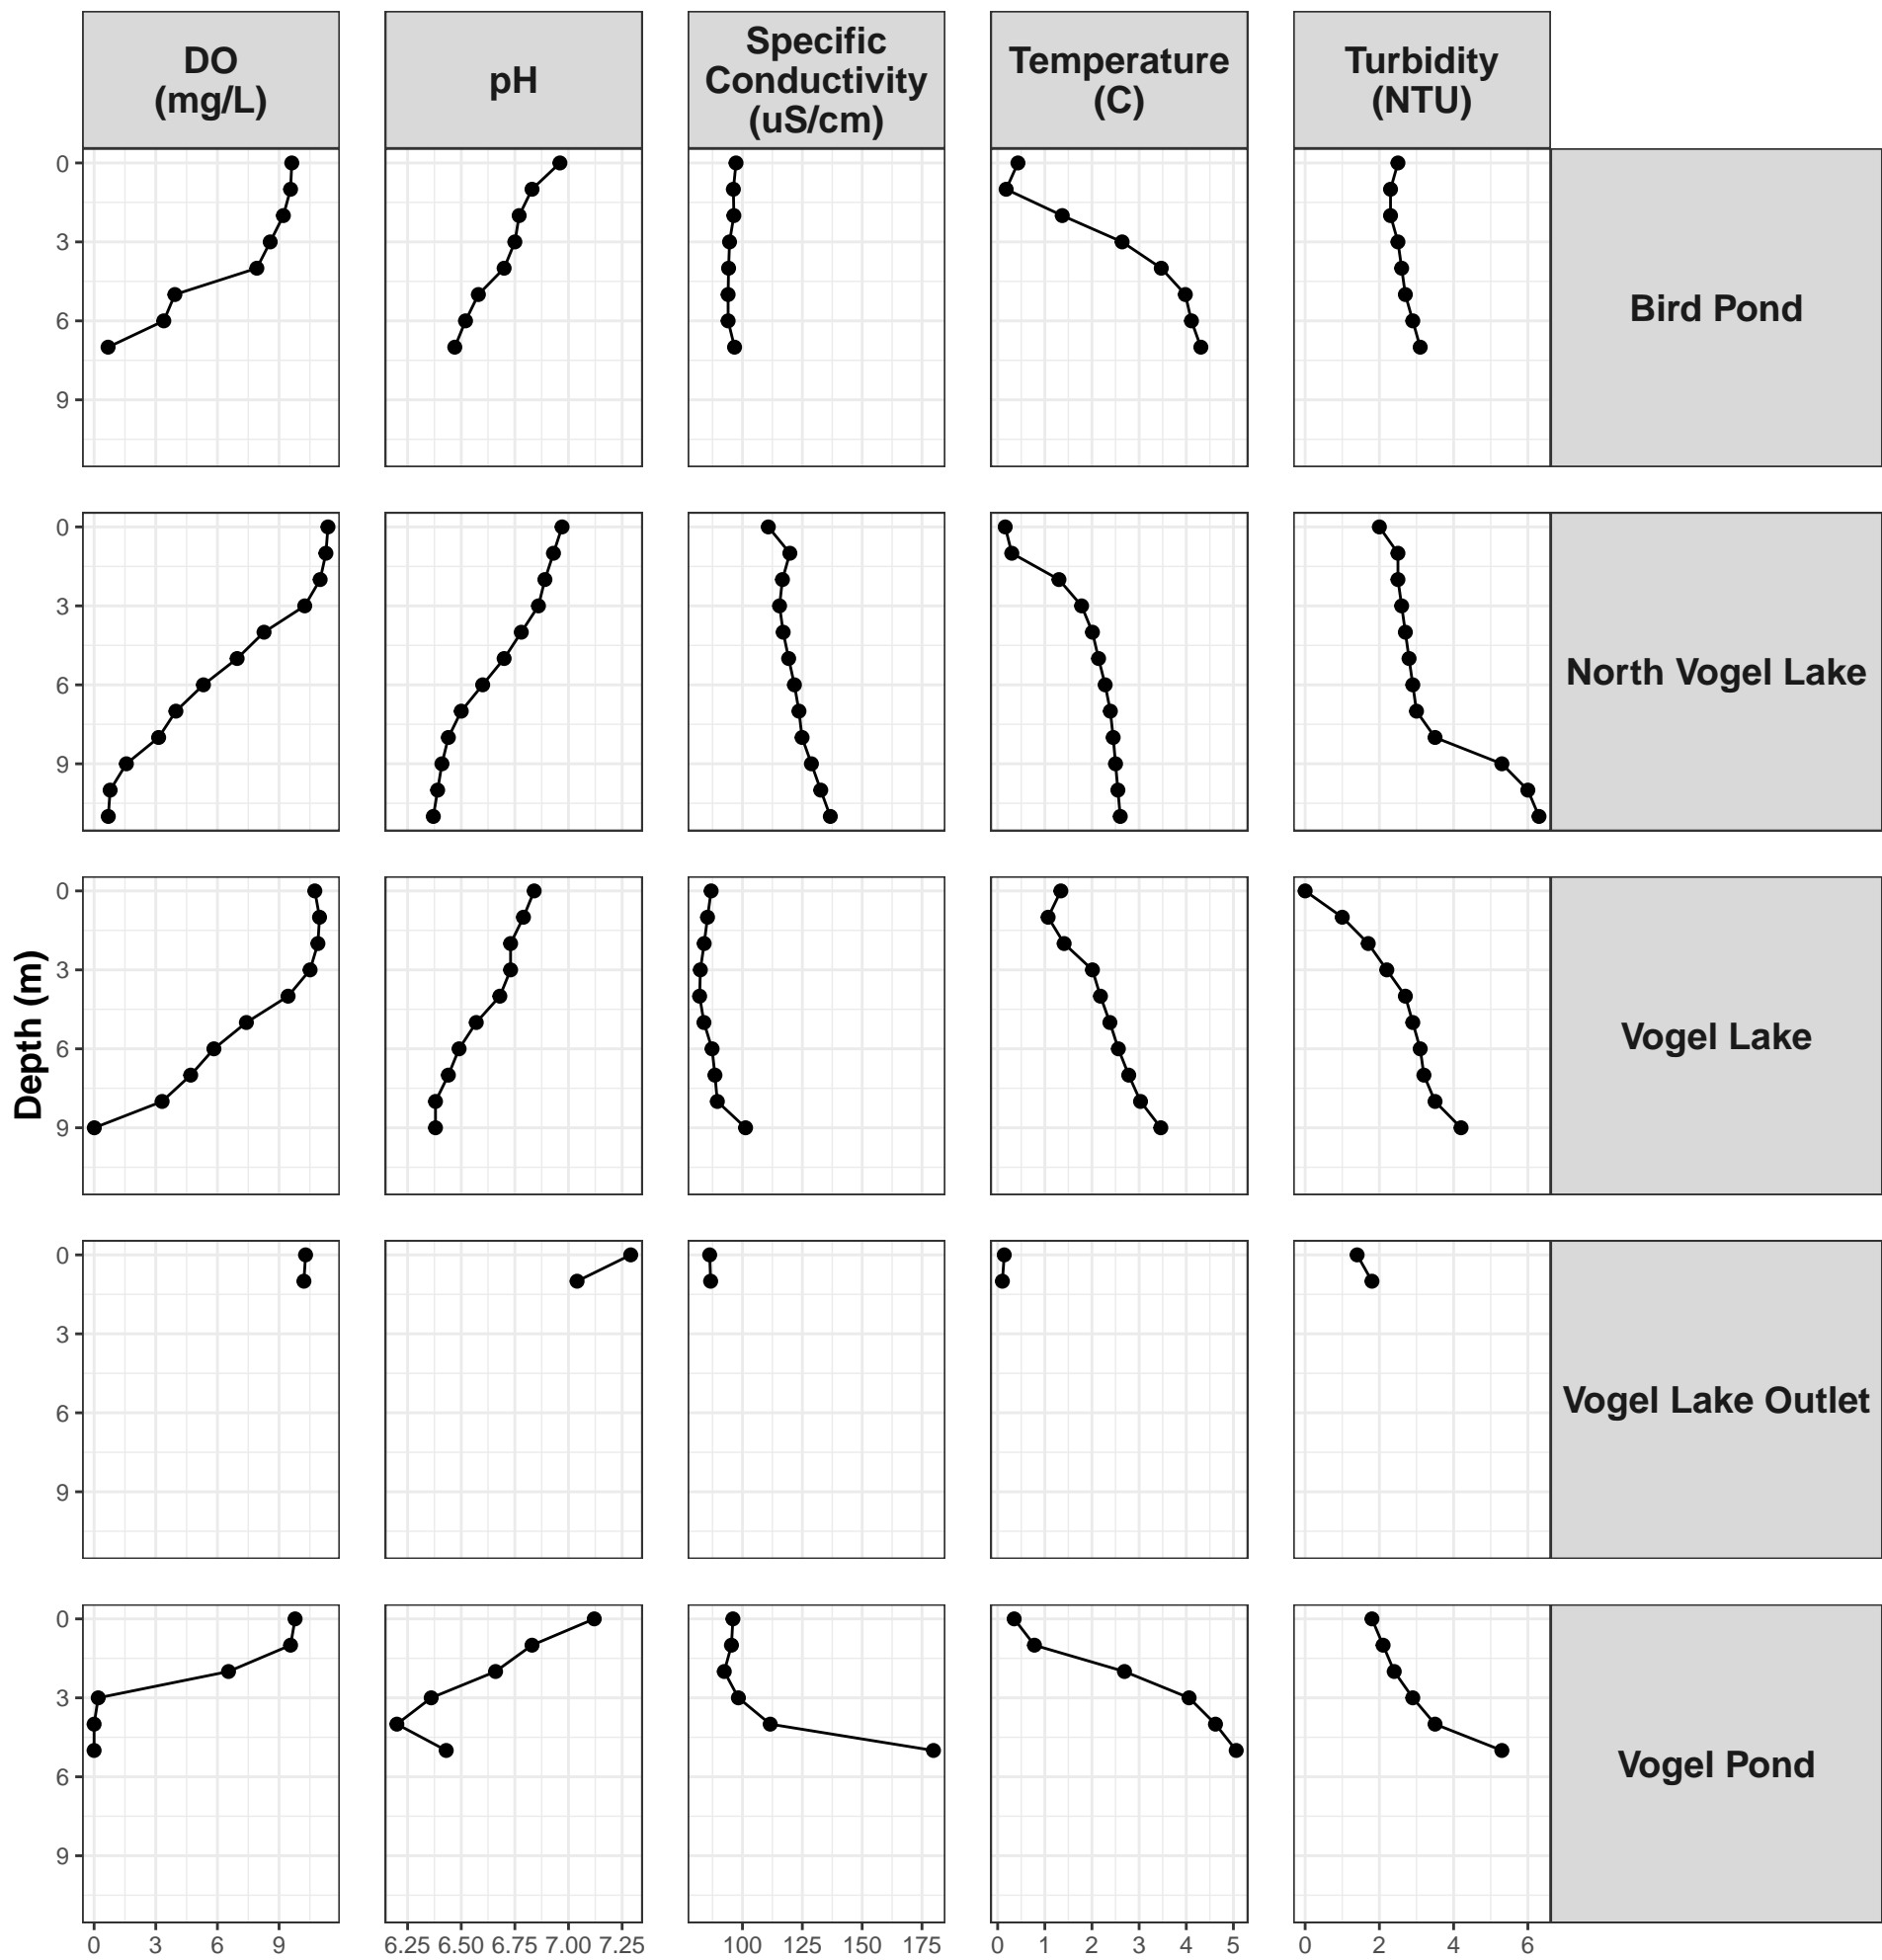 DO
(mg/L)
pH
Specific
Conductivity
(uS/cm)
Temperature
(C)
Turbidity
(NTU)
0
3
6
9
Bird Pond
0
3
6
9
North Vogel Lake
Depth (m)
0
3
6
9
Vogel Lake
0
3
6
9
Vogel Lake Outlet
0
3
6
9
Vogel Pond
0 3 6 9
6.25 6.50 6.75 7.00 7.25
100 125 150 175
0 1 2 3 4 5
0 2 4 6